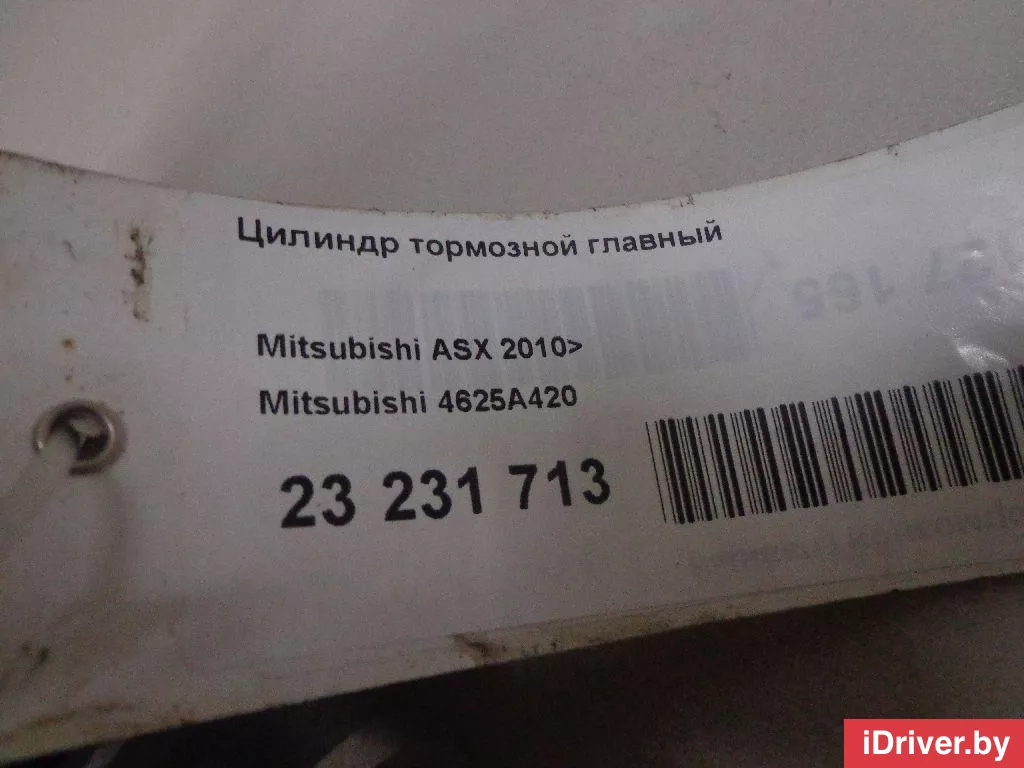 Цилиндр тормозной главный
Mitsubishi ASX 2010>
Mitsubishi 4625A420
23 231 713
iDriver.by